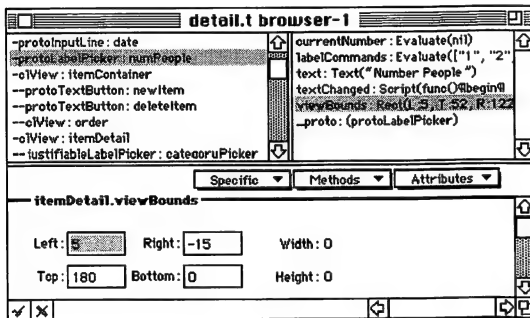 detail.t browser-1
-protoInputLine : date
-protoLabelPicker : numPeople
-clView : itemContainer
--protoTextButton : newItem
--protoTextButton : deleteItem
--clView : order
-clView : itemDetail
-- justifiableLabelPicker : categoryPicker
currentNumber : Evaluate(nil)
labelCommands : Evaluate(["1", "2",
text : Text("Number People ")
textChanged : Script(func()¶begin¶
viewBounds : Rect(L:5, T:52, R:122
_proto : (protoLabelPicker)
Specific Methods Attributes
itemDetail.viewBounds
Left : 5 Right : -15 Width : 0
Top : 180 Bottom : 0 Height : 0